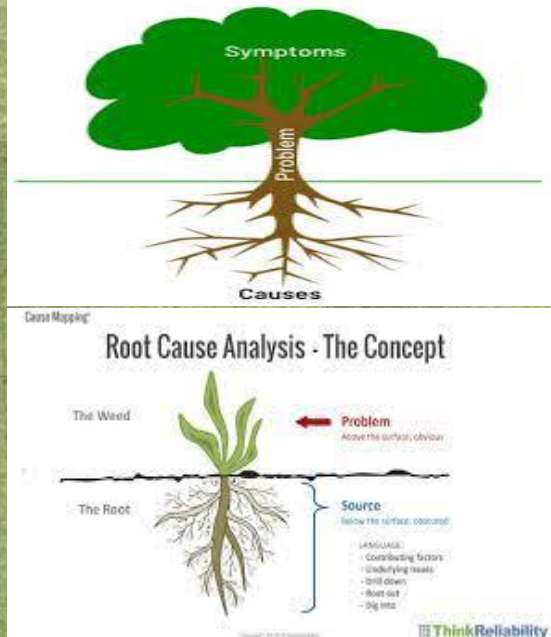 Symptoms
Problem
Causes
Cause Mapping®
Root Cause Analysis - The Concept
The Weed
Problem
Above the surface, obvious
The Root
Source
Below the surface, obscured
LANGUAGE:
- Contributing factors
- Underlying issues
- Drill down
- Root out
- Dig into
ThinkReliability